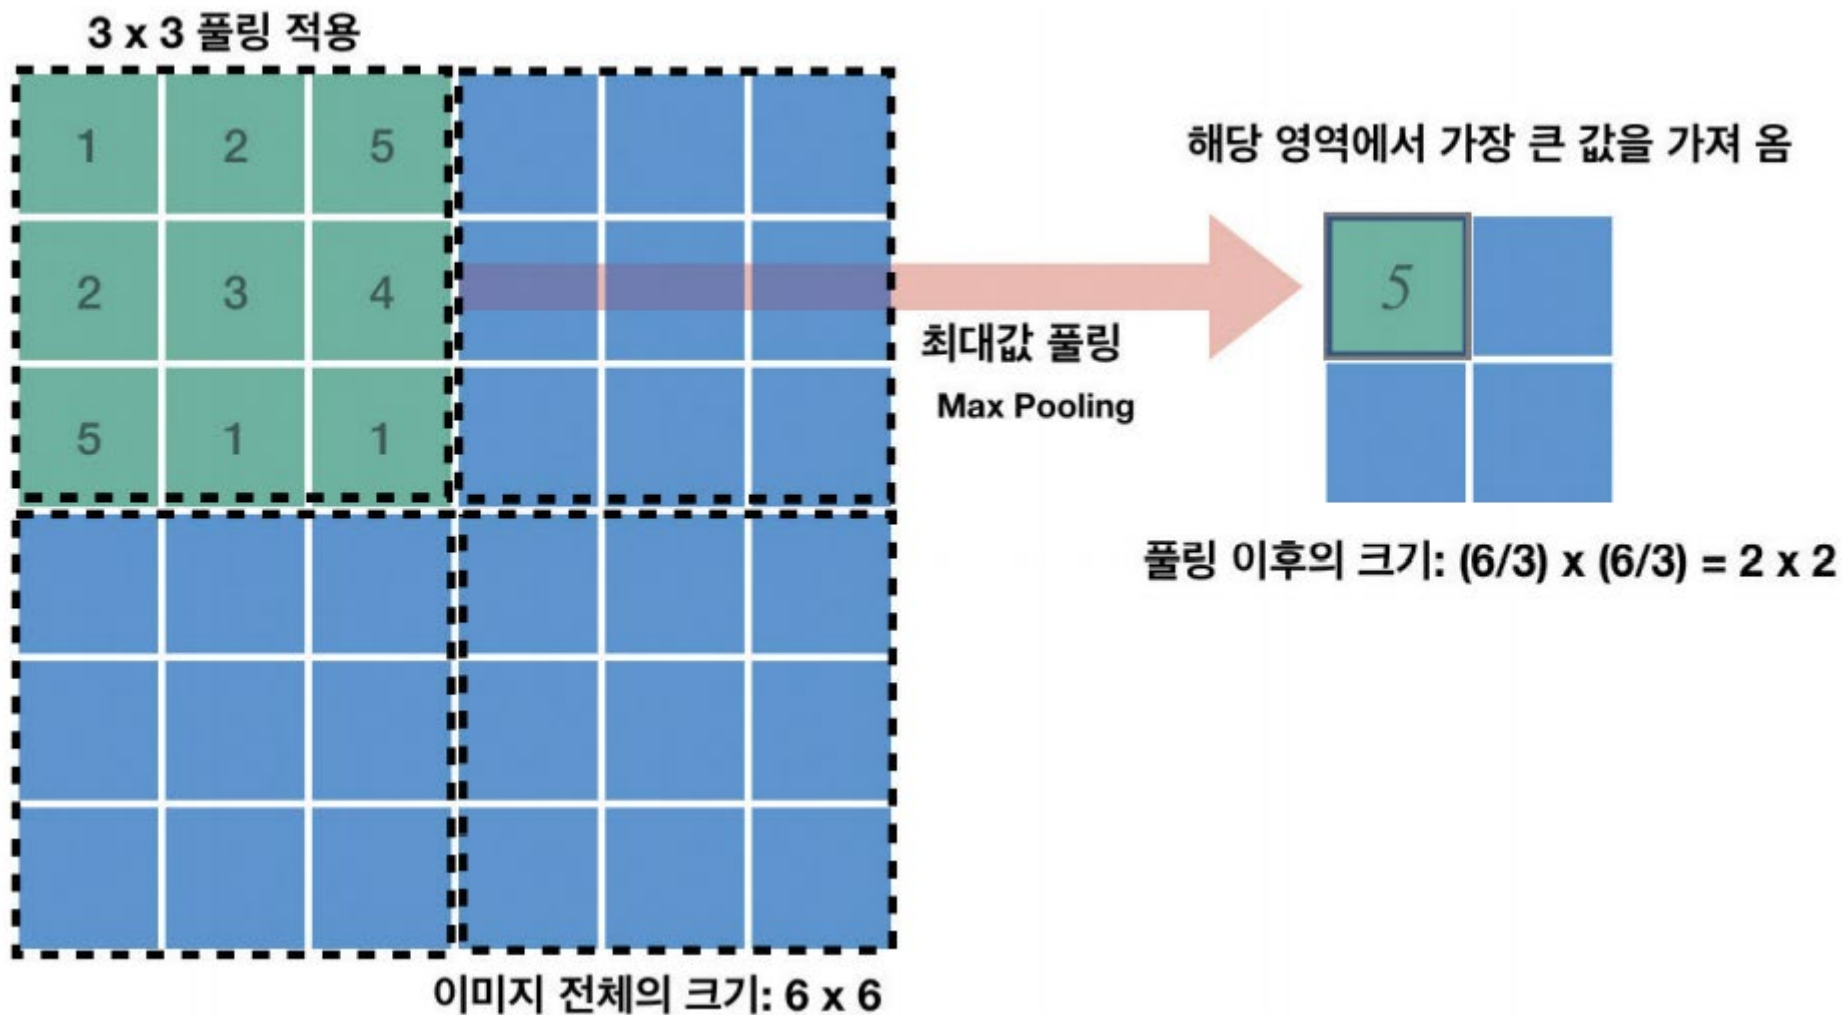 3 x 3 풀링 적용
1 2 5
2 3 4
5 1 1
해당 영역에서 가장 큰 값을 가져 옴
5
최대값 풀링
Max Pooling
풀링 이후의 크기: (6/3) x (6/3) = 2 x 2
이미지 전체의 크기: 6 x 6